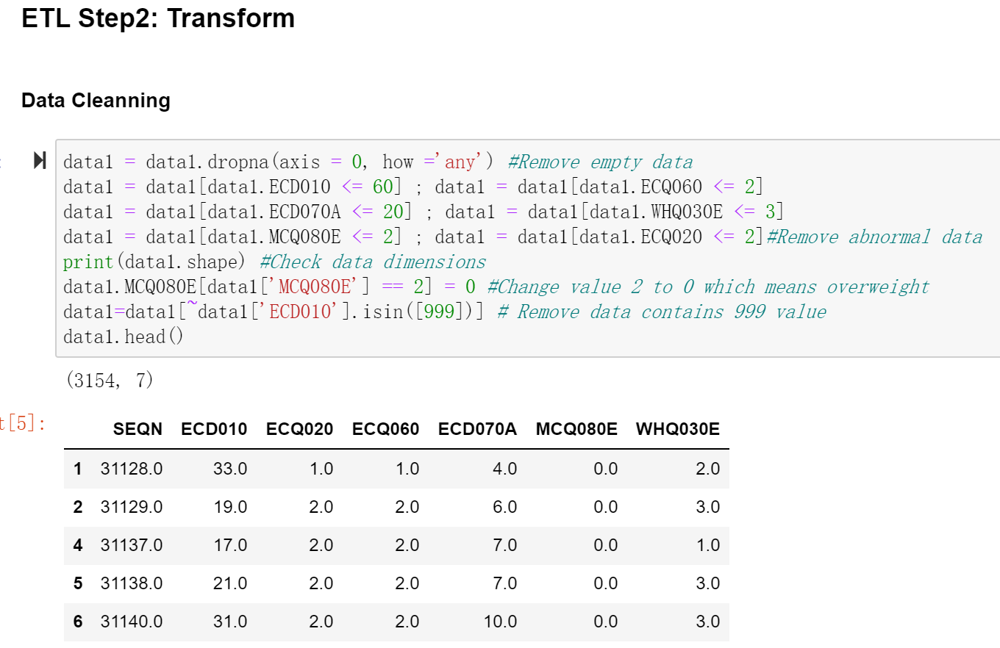 ETL Step2: Transform
Data Cleanning
:
data1 = data1.dropna(axis = 0, how ='any') #Remove empty data
data1 = data1[data1.ECD010 <= 60] ; data1 = data1[data1.ECQ060 <= 2]
data1 = data1[data1.ECD070A <= 20] ; data1 = data1[data1.WHQ030E <= 3]
data1 = data1[data1.MCQ080E <= 2] ; data1 = data1[data1.ECQ020 <= 2]#Remove abnormal data
print(data1.shape) #Check data dimensions
data1.MCQ080E[data1['MCQ080E'] == 2] = 0 #Change value 2 to 0 which means overweight
data1=data1[~data1['ECD010'].isin([999])] # Remove data contains 999 value
data1.head()
(3154, 7)
t[5]:
SEQN ECD010 ECQ020 ECQ060 ECD070A MCQ080E WHQ030E
1 31128.0 33.0 1.0 1.0 4.0 0.0 2.0
2 31129.0 19.0 2.0 2.0 6.0 0.0 3.0
4 31137.0 17.0 2.0 2.0 7.0 0.0 1.0
5 31138.0 21.0 2.0 2.0 7.0 0.0 3.0
6 31140.0 31.0 2.0 2.0 10.0 0.0 3.0